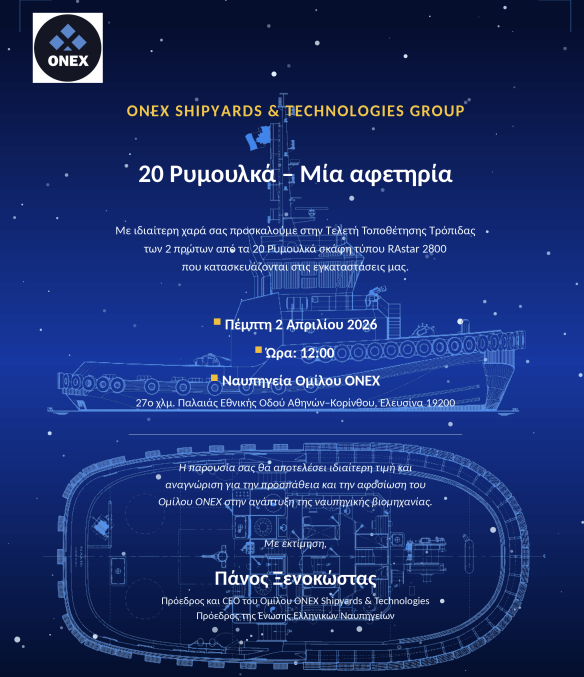 ONEX
ONEX SHIPYARDS & TECHNOLOGIES GROUP
20 Ρυμουλκά – Μία αφετηρία
Με ιδιαίτερη χαρά σας προσκαλούμε στην Τελετή Τοποθέτησης Τρόπιδας
των 2 πρώτων από τα 20 Ρυμουλκά σκάφη τύπου RAstar 2800
που κατασκευάζονται στις εγκαταστάσεις μας.
Πέμπτη 2 Απριλίου 2026
Ώρα: 12:00
Ναυπηγεία Ομίλου ONEX
27ο χλμ. Παλαιάς Εθνικής Οδού Αθηνών–Κορίνθου, Ελευσίνα 19200
Η παρουσία σας θα αποτελέσει ιδιαίτερη τιμή και
αναγνώριση για την προσπάθεια και την αφοσίωση του
Ομίλου ONEX στην ανάπτυξη της ναυπηγικής βιομηχανίας.
Με εκτίμηση,
Πάνος Ξενοκώστας
Πρόεδρος και CEO του Ομίλου ONEX Shipyards & Technologies
Πρόεδρος της Ένωσης Ελληνικών Ναυπηγείων